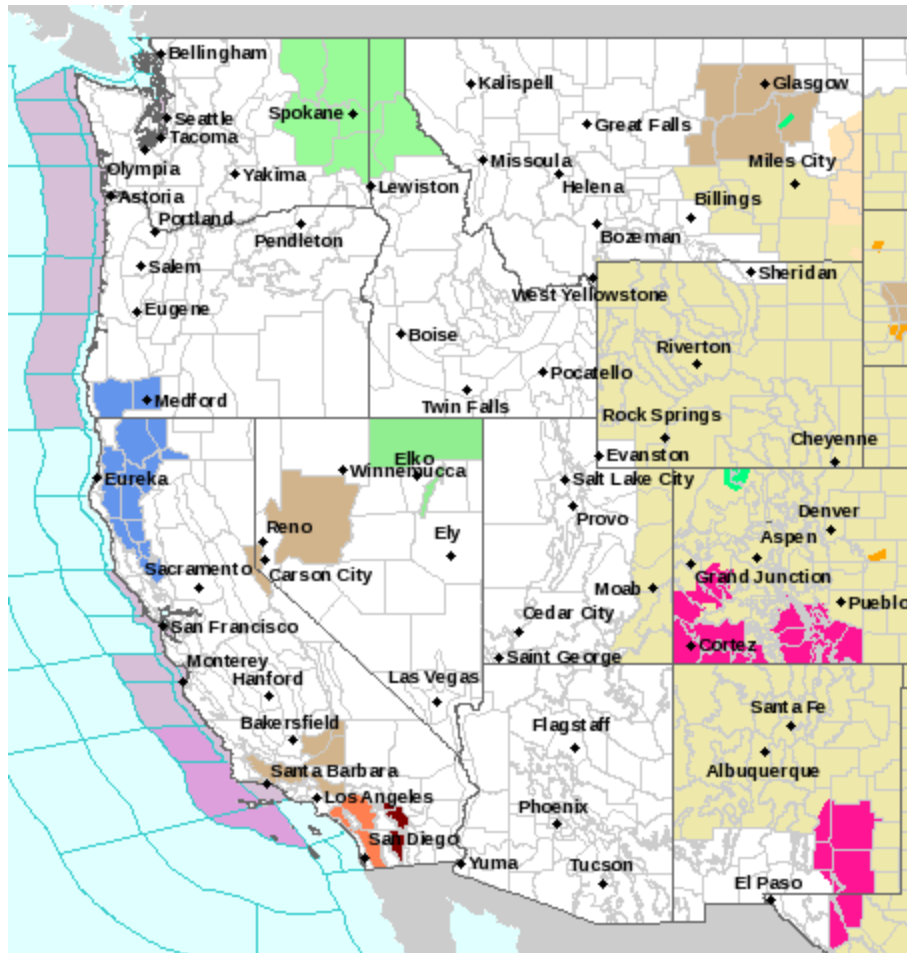 Bellingham
Kalispell
Glasgow
Spokane
Seattle
Great Falls
Tacoma
Missoula
Miles City
Olympia
Yakima
Lewiston
Helena
Billings
Astoria
Portland
Pendleton
Bozeman
Salem
Sheridan
West Yellowstone
Eugene
Boise
Riverton
Pocatello
Medford
Twin Falls
Rock Springs
Cheyenne
Elko
Evanston
Winnemucca
Eureka
Salt Lake City
Provo
Denver
Reno
Ely
Aspen
Sacramento
Carson City
Grand Junction
Moab
Pueblo
Cedar City
San Francisco
Cortez
Saint George
Monterey
Hanford
Las Vegas
Santa Fe
Bakersfield
Flagstaff
Albuquerque
Santa Barbara
Los Angeles
Phoenix
San Diego
Yuma
Tucson
El Paso